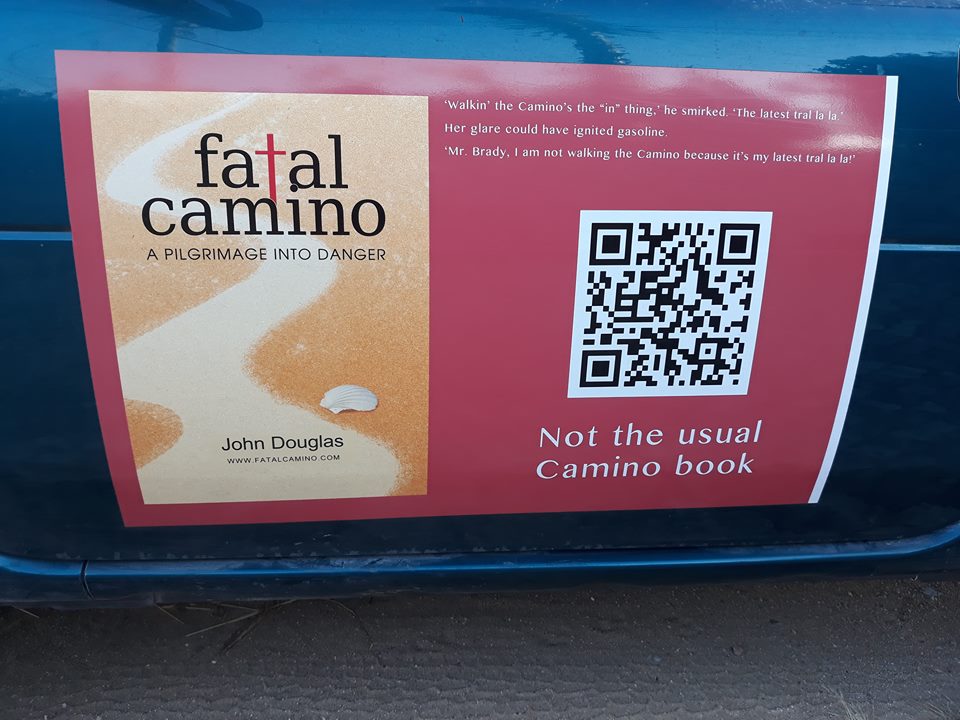 fatal
camino
A PILGRIMAGE INTO DANGER
John Douglas
WWW.FATALCAMINO.COM
‘Walkin’ the Camino’s the “in” thing,’ he smirked. ‘The latest tral la la.’
Her glare could have ignited gasoline.
‘Mr. Brady, I am not walking the Camino because it’s my latest tral la la!’
Not the usual
Camino book